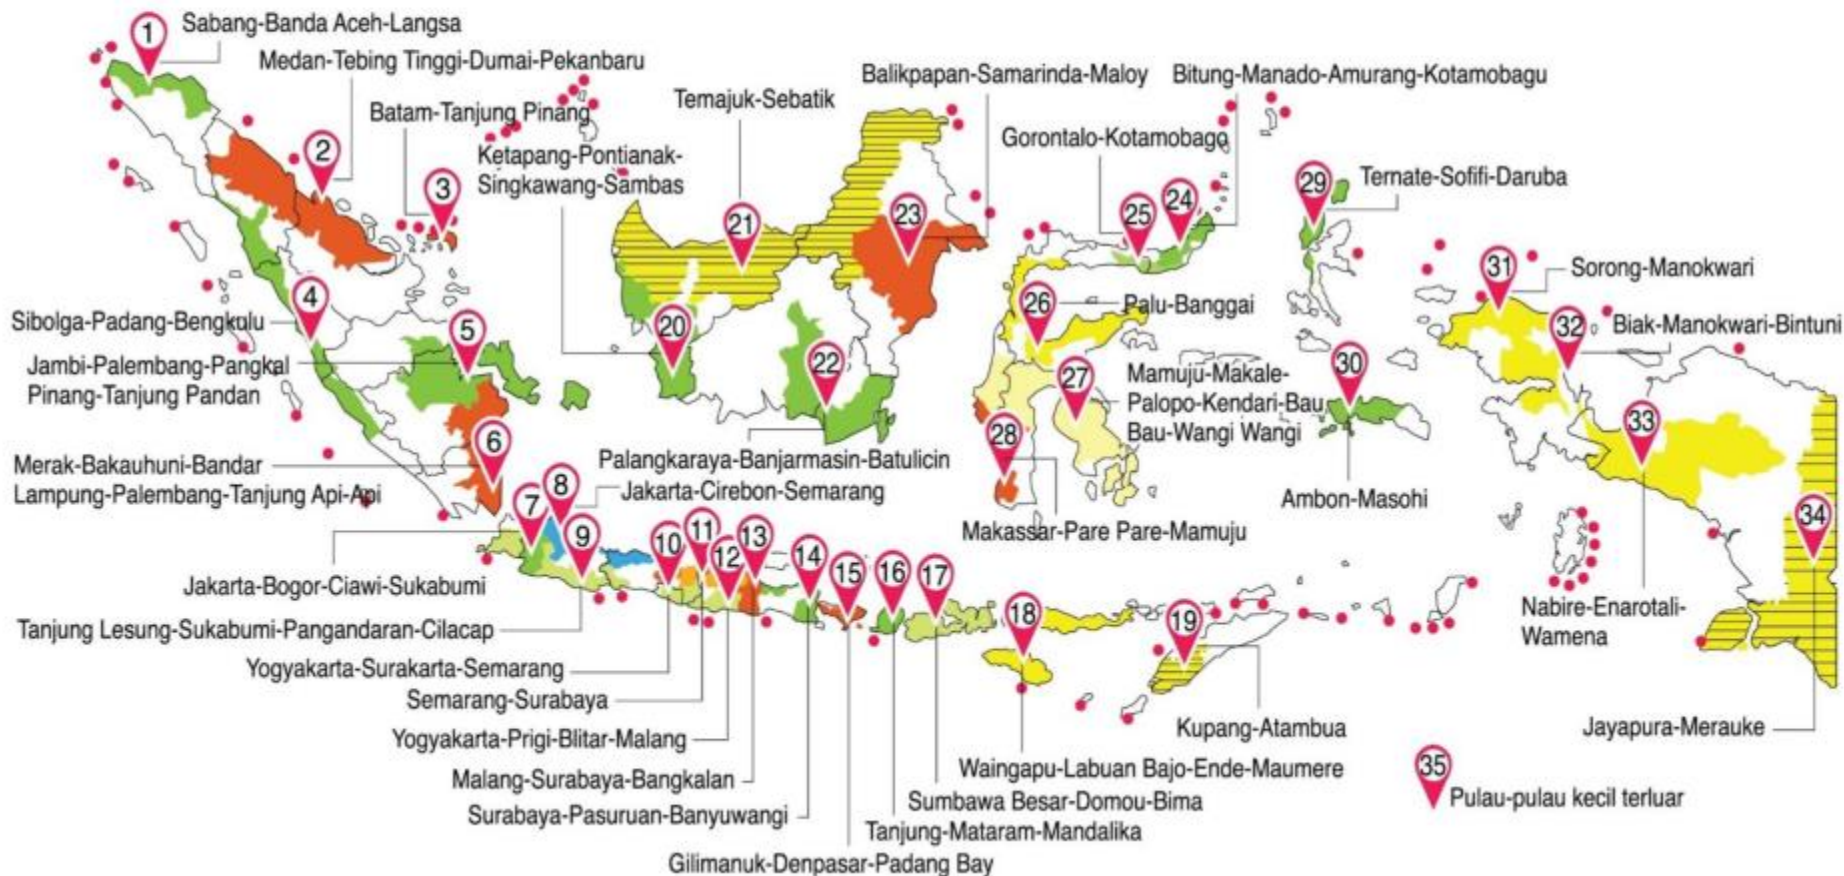 1
Sabang-Banda Aceh-Langsa
2
Medan-Tebing Tinggi-Dumai-Pekanbaru
3
Batam-Tanjung Pinang
4
Sibolga-Padang-Bengkulu
5
Jambi-Palembang-Pangkal
Pinang-Tanjung Pandan
6
Merak-Bakauhuni-Bandar
Lampung-Palembang-Tanjung Api-Api
7
Jakarta-Bogor-Ciawi-Sukabumi
8
Jakarta-Cirebon-Semarang
9
Tanjung Lesung-Sukabumi-Pangandaran-Cilacap
10
Yogyakarta-Surakarta-Semarang
11
Semarang-Surabaya
12
Yogyakarta-Prigi-Blitar-Malang
13
Malang-Surabaya-Bangkalan
14
Surabaya-Pasuruan-Banyuwangi
15
Gilimanuk-Denpasar-Padang Bay
16
Tanjung-Mataram-Mandalika
17
Sumbawa Besar-Domou-Bima
18
Waingapu-Labuan Bajo-Ende-Maumere
19
Kupang-Atambua
20
Ketapang-Pontianak-
Singkawang-Sambas
21
Temajuk-Sebatik
22
Palangkaraya-Banjarmasin-Batulicin
23
Balikpapan-Samarinda-Maloy
24
Bitung-Manado-Amurang-Kotamobagu
25
Gorontalo-Kotamobago
26
Palu-Banggai
27
Mamuju-Makale-
Palopo-Kendari-Bau
Bau-Wangi Wangi
28
Makassar-Pare Pare-Mamuju
29
Ternate-Sofifi-Daruba
30
Ambon-Masohi
31
Sorong-Manokwari
32
Biak-Manokwari-Bintuni
33
Nabire-Enarotali-
Wamena
34
Jayapura-Merauke
35
Pulau-pulau kecil terluar